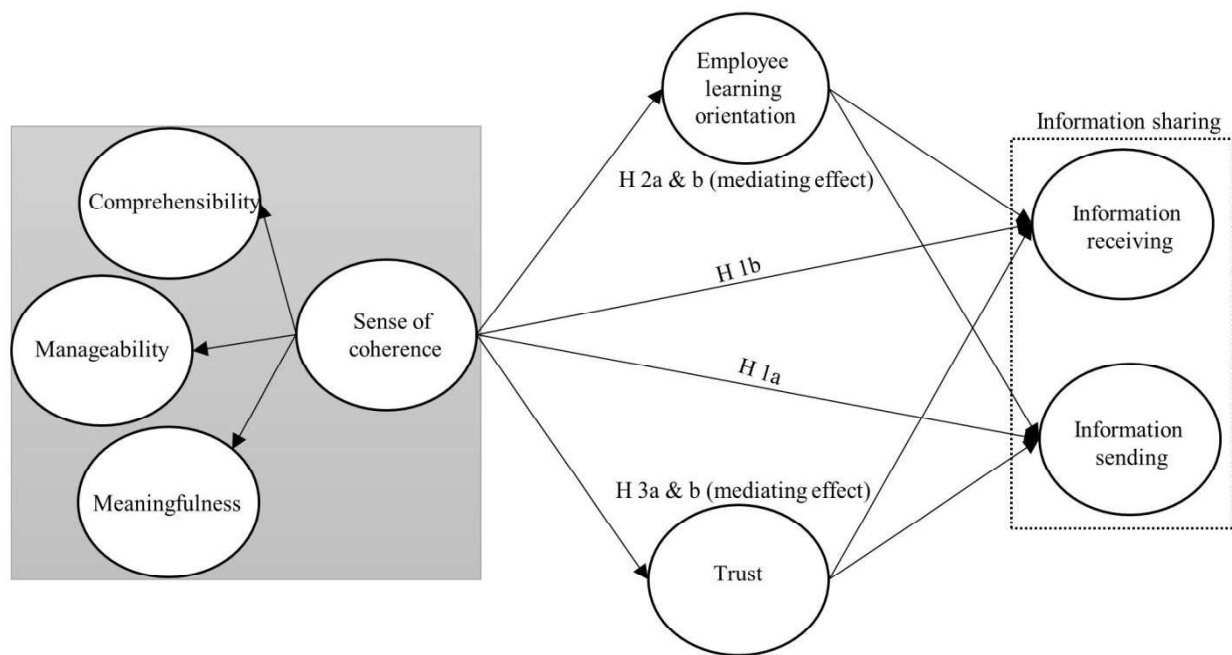 Employee
learning
orientation
Information sharing
H 2a & b (mediating effect)
Comprehensibility
Information
receiving
H 1b
Sense of
coherence
Manageability
H 1a
Information
sending
Meaningfulness
H 3a & b (mediating effect)
Trust